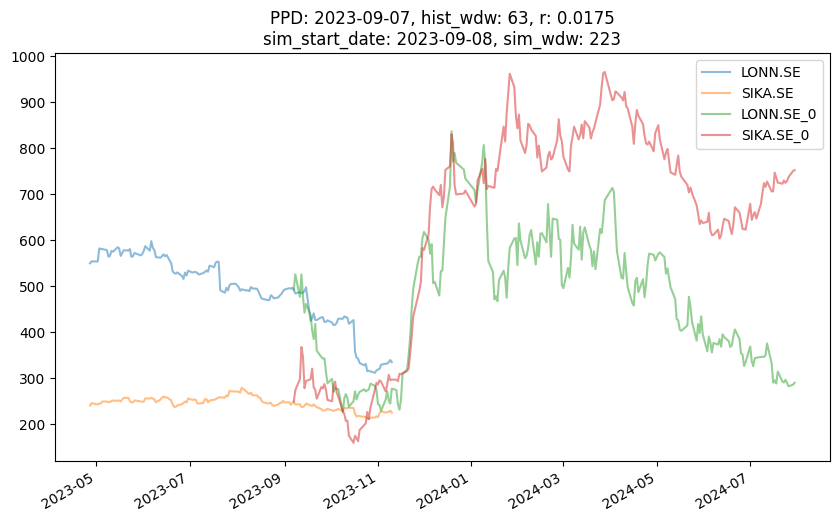 PPD: 2023-09-07, hist_wdw: 63, r: 0.0175
sim_start_date: 2023-09-08, sim_wdw: 223
1000
900
800
700
600
500
400
300
200
LONN.SE
SIKA.SE
LONN.SE_0
SIKA.SE_0
2023-05
2023-07
2023-09
2023-11
2024-01
2024-03
2024-05
2024-07